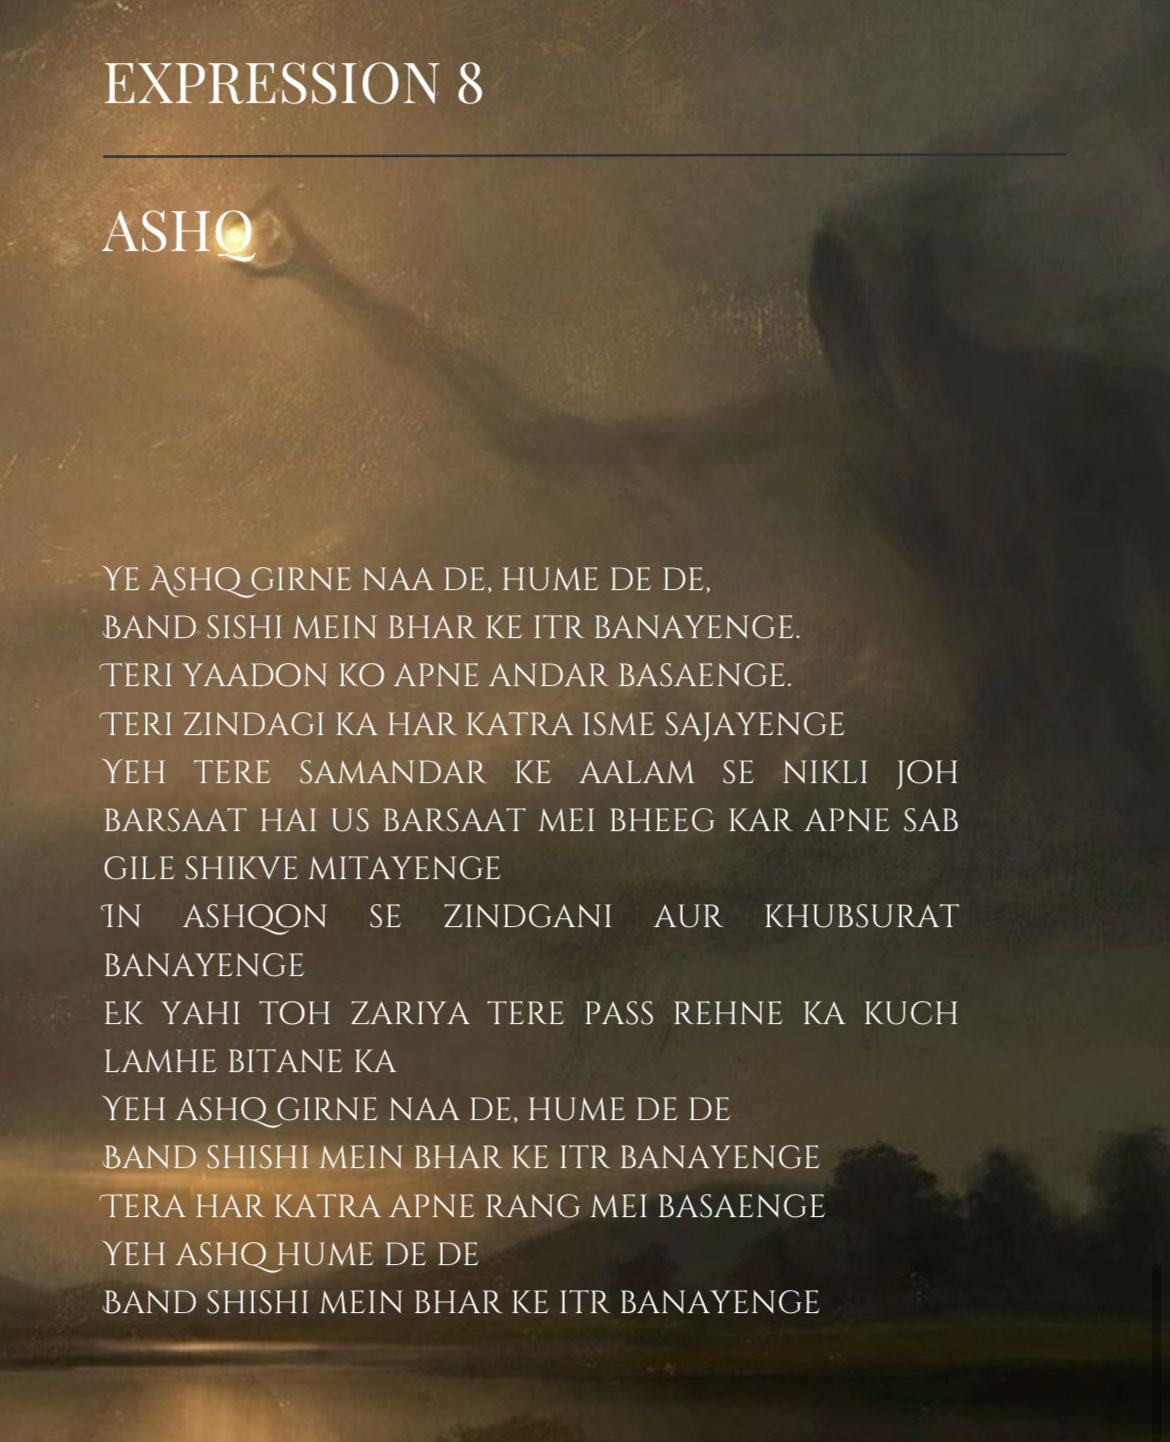 EXPRESSION 8
ASHQ
YE ASHQ GIRNE NAA DE, HUME DE DE,
BAND SISHI MEIN BHAR KE ITR BANAYENGE.
TERI YAADON KO APNE ANDAR BASAENGE.
TERI ZINDAGI KA HAR KATRA ISME SAJAYENGE
YEH TERE SAMANDAR KE AALAM SE NIKLI JOH
BARSAAT HAI US BARSAAT MEI BHEEG KAR APNE SAB
GILE SHIKVE MITAYENGE
IN ASHQON SE ZINDGANI AUR KHUBSURAT
BANAYENGE
EK YAHI TOH ZARIYA TERE PASS REHNE KA KUCH
LAMHE BITANE KA
YEH ASHQ GIRNE NAA DE, HUME DE DE
BAND SHISHI MEIN BHAR KE ITR BANAYENGE
TERA HAR KATRA APNE RANG MEI BASAENGE
YEH ASHQ HUME DE DE
BAND SHISHI MEIN BHAR KE ITR BANAYENGE